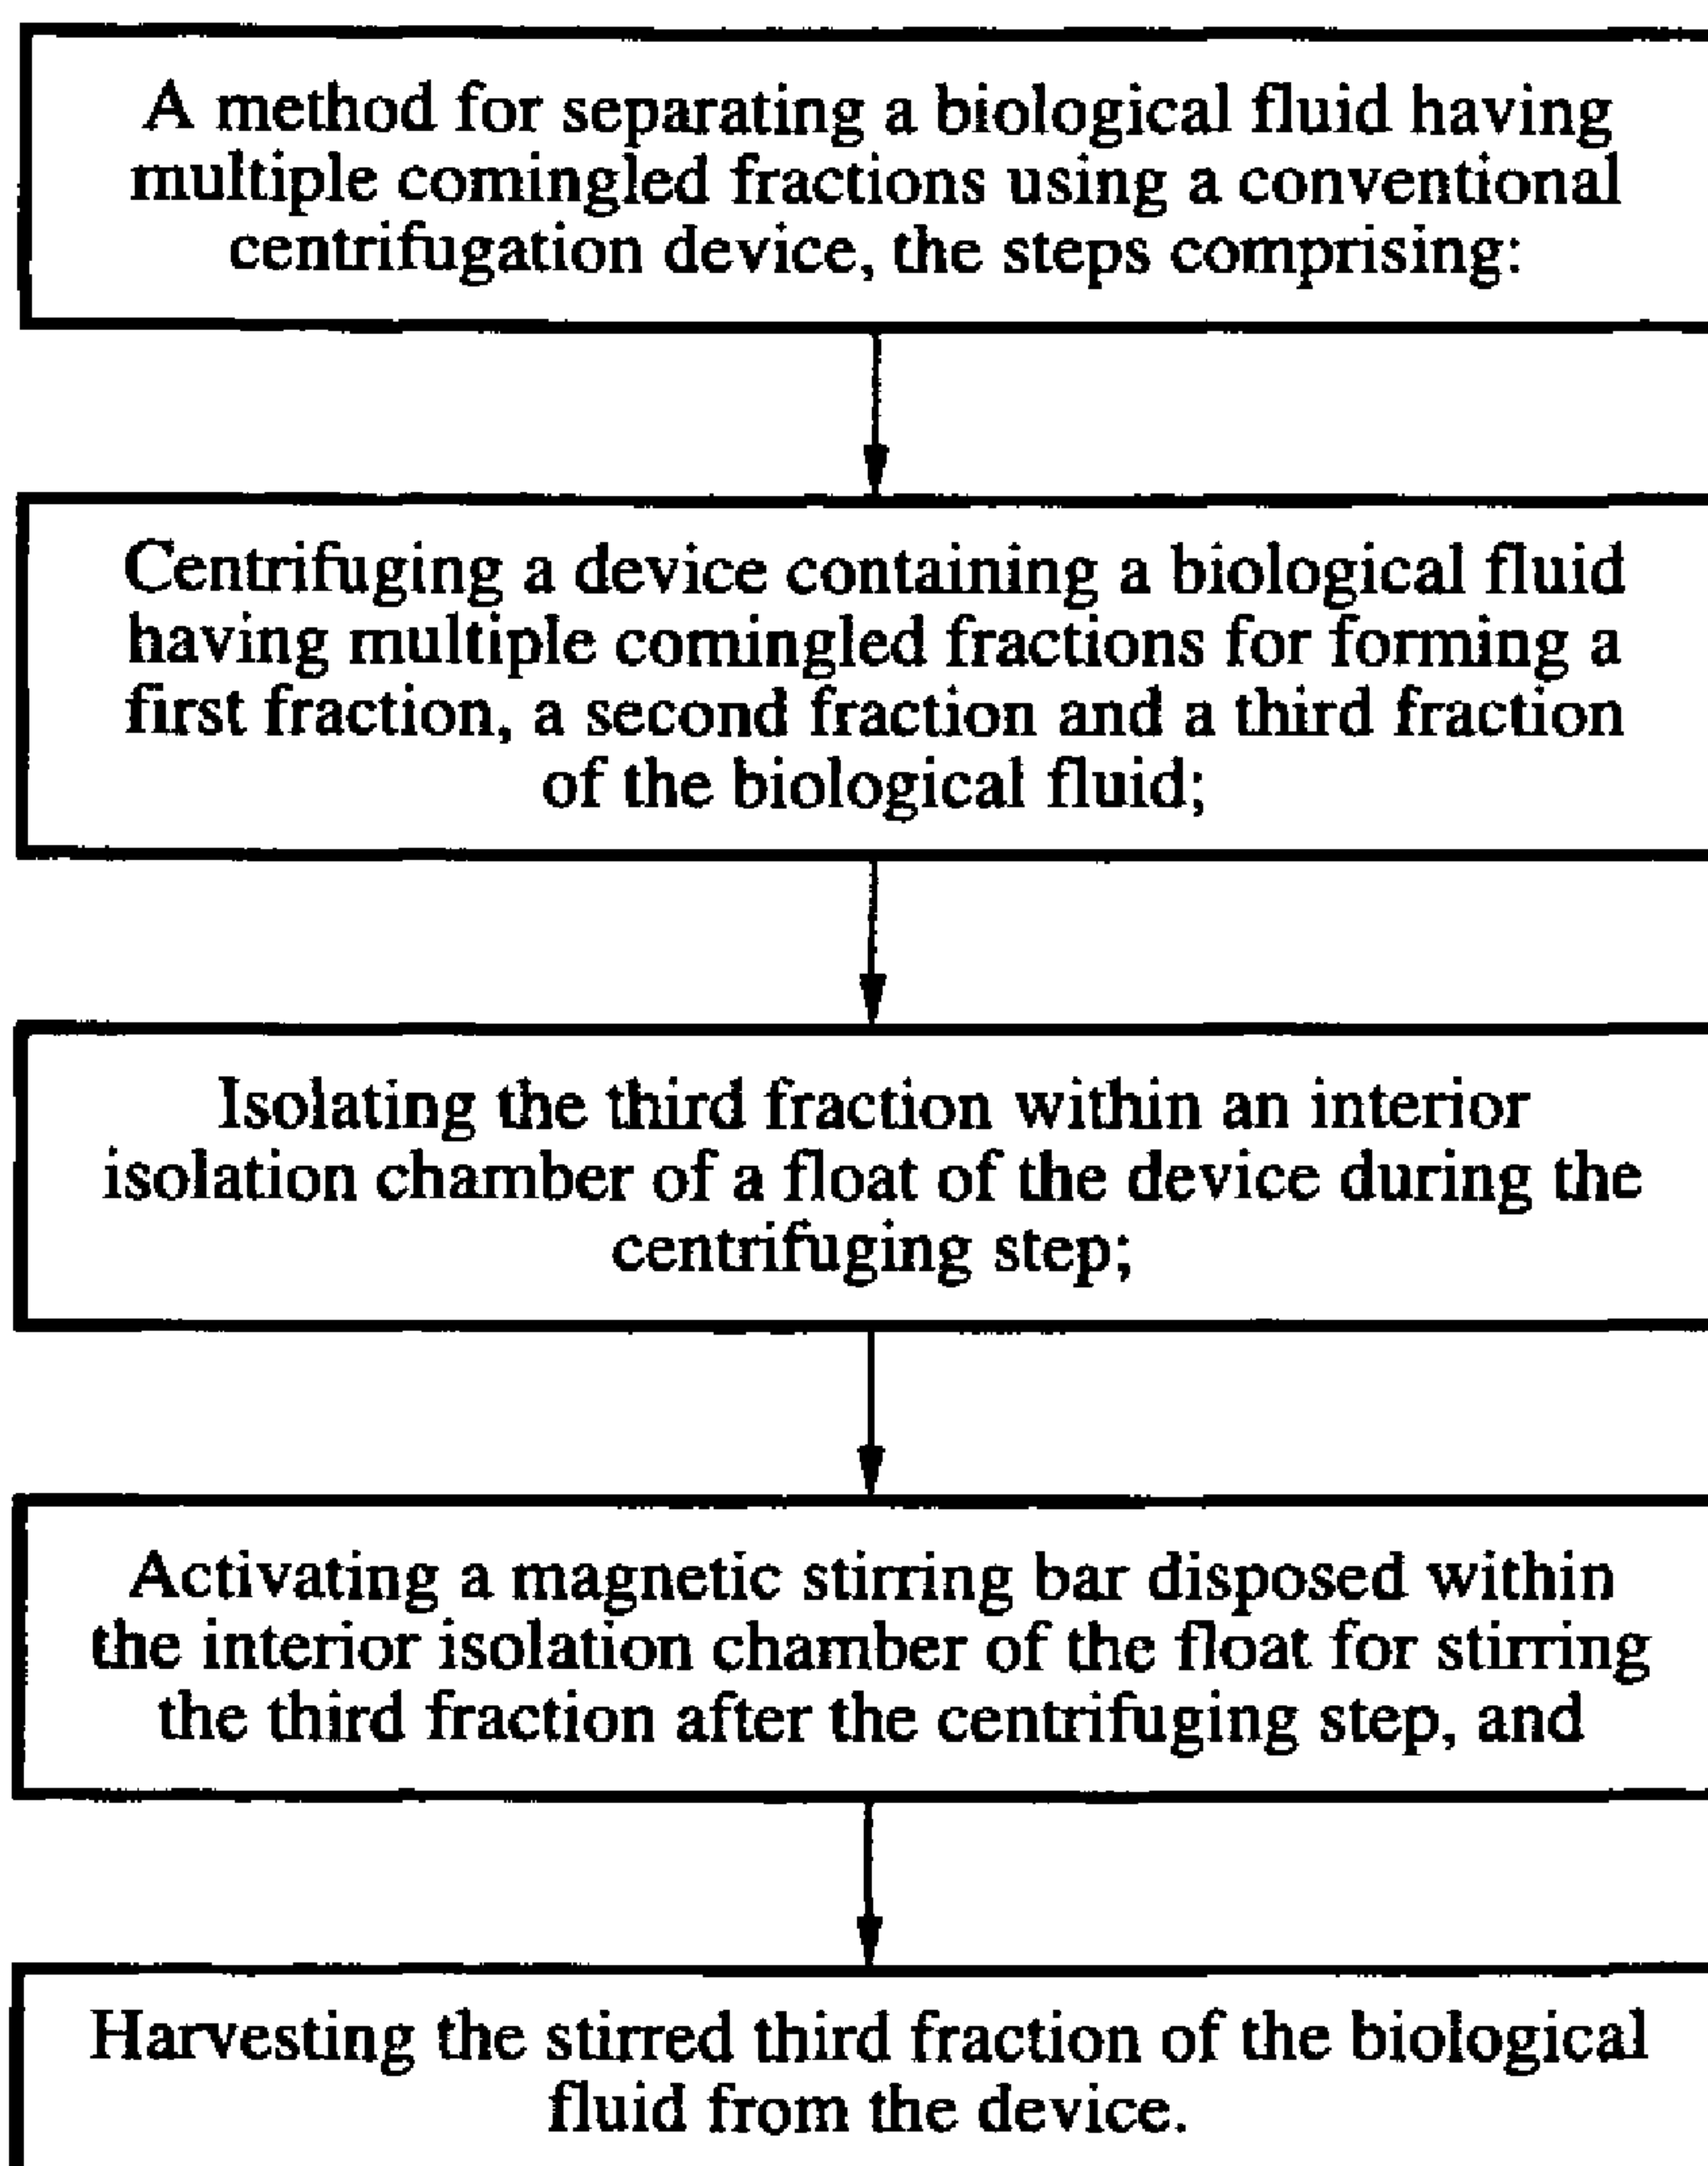 A method for separating a biological fluid having
multiple comingled fractions using a conventional
centrifugation device, the steps comprising:
Centrifuging a device containing a biological fluid
having multiple comingled fractions for forming a
first fraction, a second fraction and a third fraction
of the biological fluid;
Isolating the third fraction within an interior
isolation chamber of a float of the device during the
centrifuging step;
Activating a magnetic stirring bar disposed within
the interior isolation chamber of the float for stirring
the third fraction after the centrifuging step, and
Harvesting the stirred third fraction of the biological
fluid from the device.